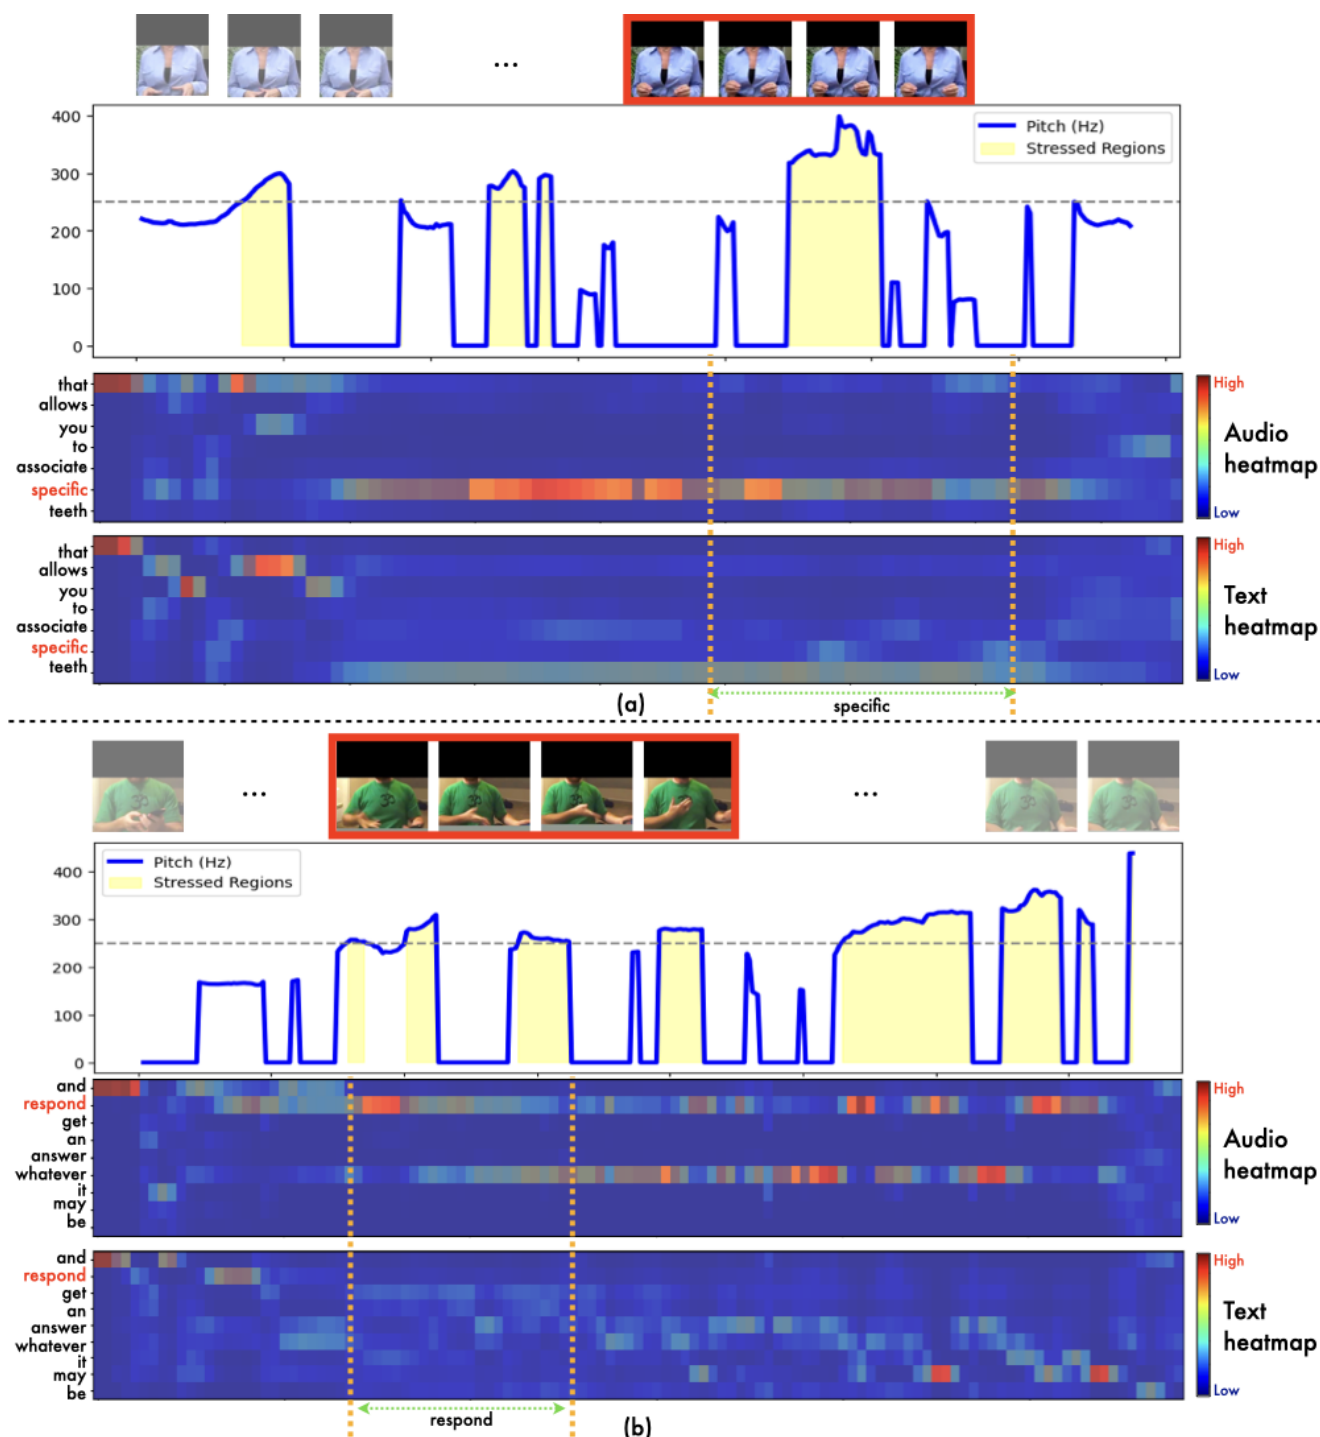 ...
400
300
200
100
0
Pitch (Hz)
Stressed Regions
that
allows
you
to
associate
specific
teeth
High
Audio
heatmap
Low
that
allows
you
to
associate
specific
teeth
High
Text
heatmap
Low
specific
(a)
...
...
400
300
200
100
0
Pitch (Hz)
Stressed Regions
and
respond
get
an
answer
whatever
it
may
be
High
Audio
heatmap
Low
and
respond
get
an
answer
whatever
it
may
be
High
Text
heatmap
Low
respond
(b)